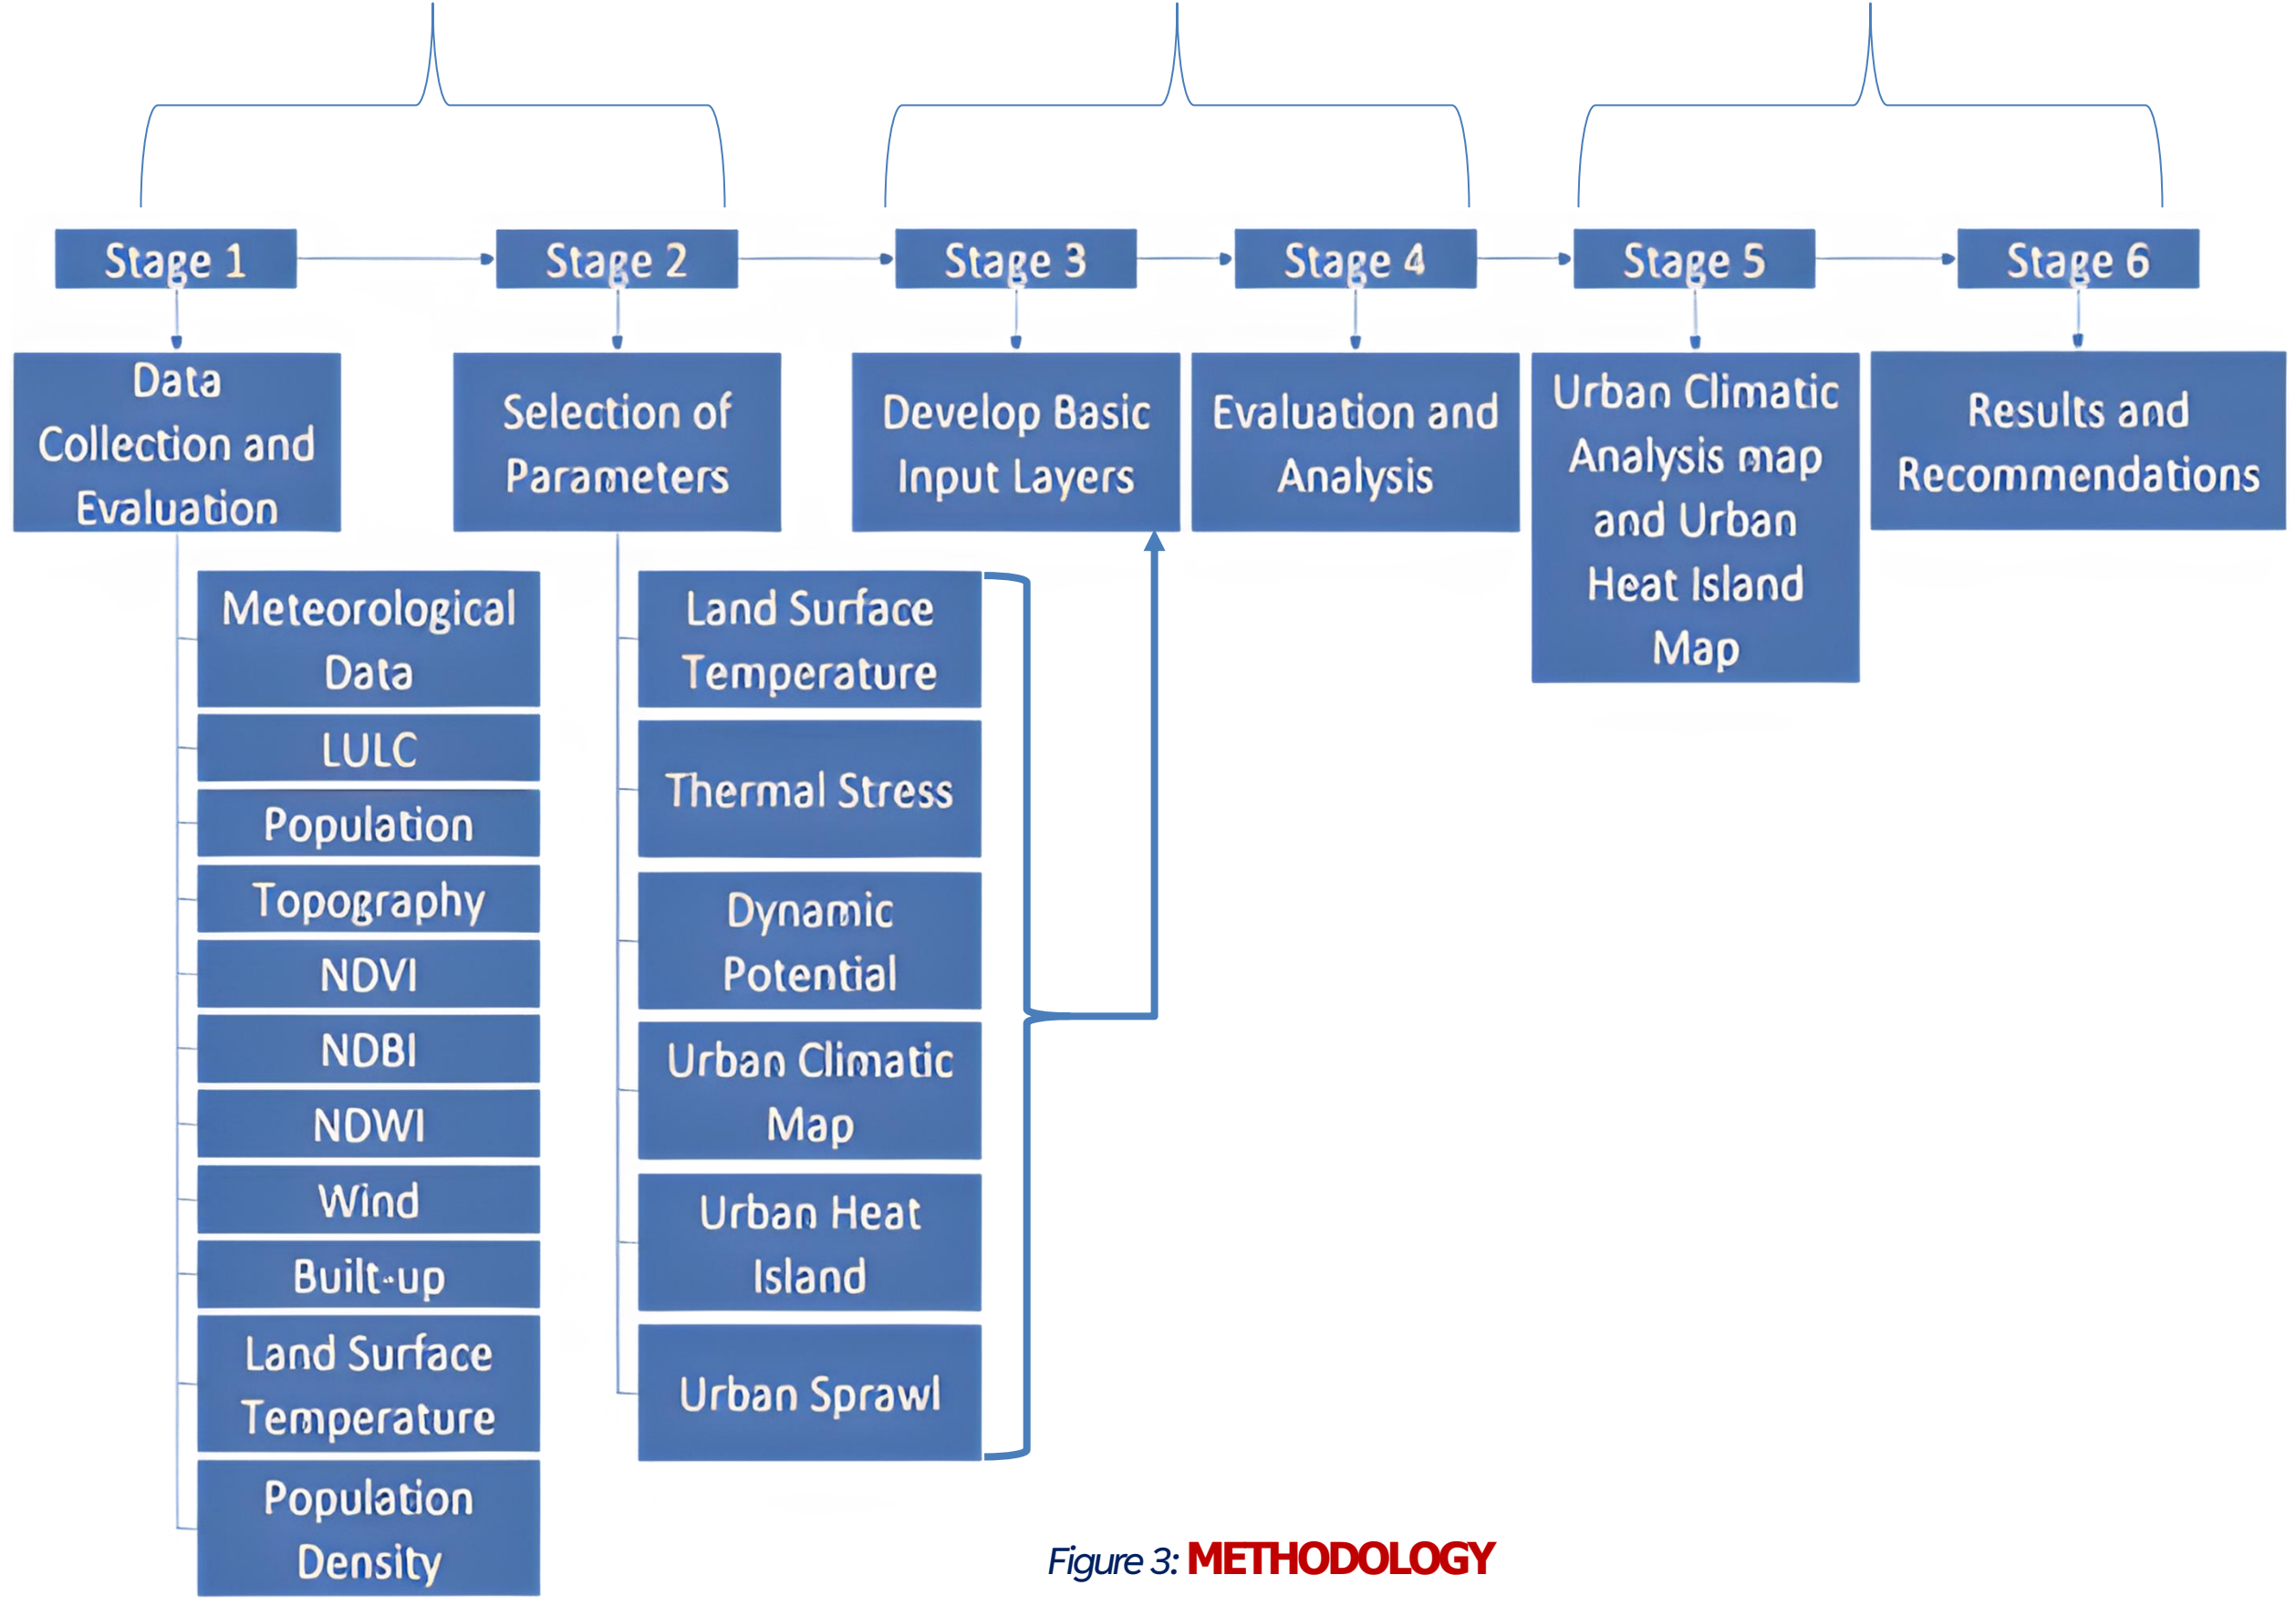 Stage 1
Stage 2
Stage 3
Stage 4
Stage 5
Stage 6
Data
Collection and
Evaluation
Selection of
Parameters
Develop Basic
Input Layers
Evaluation and
Analysis
Urban Climatic
Analysis map
and Urban
Heat Island
Map
Results and
Recommendations
Meteorological
Data
LULC
Population
Topography
NDVI
NDBI
NDWI
Wind
Built-up
Land Surface
Temperature
Population
Density
Land Surface
Temperature
Thermal Stress
Dynamic
Potential
Urban Climatic
Map
Urban Heat
Island
Urban Sprawl
Figure 3: METHODOLOGY